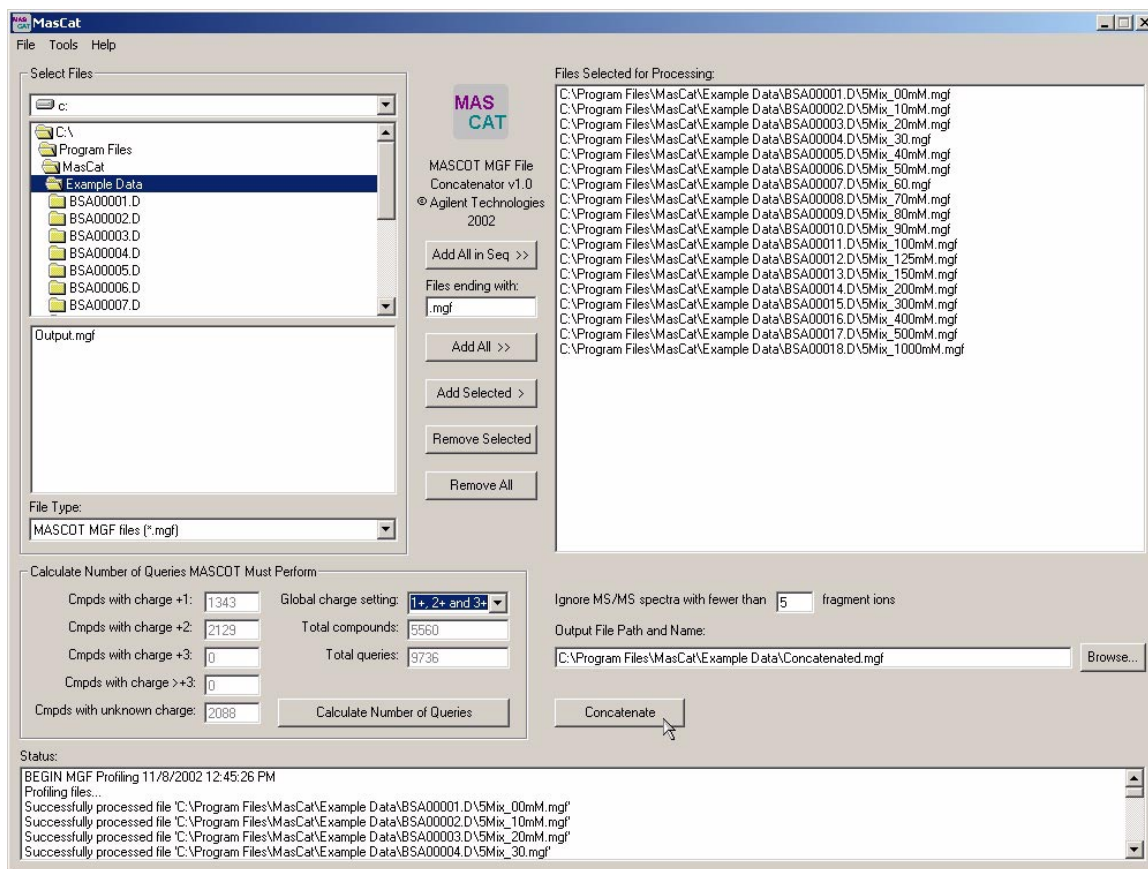 MAS CAT MasCat
File Tools Help
Select Files
c:
C:\
Program Files
MasCat
Example Data
BSA00001.D
BSA00002.D
BSA00003.D
BSA00004.D
BSA00005.D
BSA00006.D
BSA00007.D
Output.mgf
File Type:
MASCOT MGF files (*.mgf)
MAS
CAT
MASCOT MGF File
Concatenator v1.0
© Agilent Technologies
2002
Add All in Seq >>
Files ending with:
.mgf
Add All >>
Add Selected >
Remove Selected
Remove All
Files Selected for Processing:
C:\Program Files\MasCat\Example Data\BSA00001.D\5Mix_00mM.mgf
C:\Program Files\MasCat\Example Data\BSA00002.D\5Mix_10mM.mgf
C:\Program Files\MasCat\Example Data\BSA00003.D\5Mix_20mM.mgf
C:\Program Files\MasCat\Example Data\BSA00004.D\5Mix_30.mgf
C:\Program Files\MasCat\Example Data\BSA00005.D\5Mix_40mM.mgf
C:\Program Files\MasCat\Example Data\BSA00006.D\5Mix_50mM.mgf
C:\Program Files\MasCat\Example Data\BSA00007.D\5Mix_60.mgf
C:\Program Files\MasCat\Example Data\BSA00008.D\5Mix_70mM.mgf
C:\Program Files\MasCat\Example Data\BSA00009.D\5Mix_80mM.mgf
C:\Program Files\MasCat\Example Data\BSA00010.D\5Mix_90mM.mgf
C:\Program Files\MasCat\Example Data\BSA00011.D\5Mix_100mM.mgf
C:\Program Files\MasCat\Example Data\BSA00012.D\5Mix_125mM.mgf
C:\Program Files\MasCat\Example Data\BSA00013.D\5Mix_150mM.mgf
C:\Program Files\MasCat\Example Data\BSA00014.D\5Mix_200mM.mgf
C:\Program Files\MasCat\Example Data\BSA00015.D\5Mix_300mM.mgf
C:\Program Files\MasCat\Example Data\BSA00016.D\5Mix_400mM.mgf
C:\Program Files\MasCat\Example Data\BSA00017.D\5Mix_500mM.mgf
C:\Program Files\MasCat\Example Data\BSA00018.D\5Mix_1000mM.mgf
Calculate Number of Queries MASCOT Must Perform
Cmpds with charge +1: 1343 Global charge setting: 1+, 2+ and 3+
Cmpds with charge +2: 2129 Total compounds: 5560
Cmpds with charge +3: 0 Total queries: 9736
Cmpds with charge >+3: 0
Cmpds with unknown charge: 2088 Calculate Number of Queries
Ignore MS/MS spectra with fewer than 5 fragment ions
Output File Path and Name:
C:\Program Files\MasCat\Example Data\Concatenated.mgf Browse...
Concatenate
Status:
BEGIN MGF Profiling 11/8/2002 12:45:26 PM
Profiling files...
Successfully processed file 'C:\Program Files\MasCat\Example Data\BSA00001.D\5Mix_00mM.mgf'
Successfully processed file 'C:\Program Files\MasCat\Example Data\BSA00002.D\5Mix_10mM.mgf'
Successfully processed file 'C:\Program Files\MasCat\Example Data\BSA00003.D\5Mix_20mM.mgf'
Successfully processed file 'C:\Program Files\MasCat\Example Data\BSA00004.D\5Mix_30.mgf'